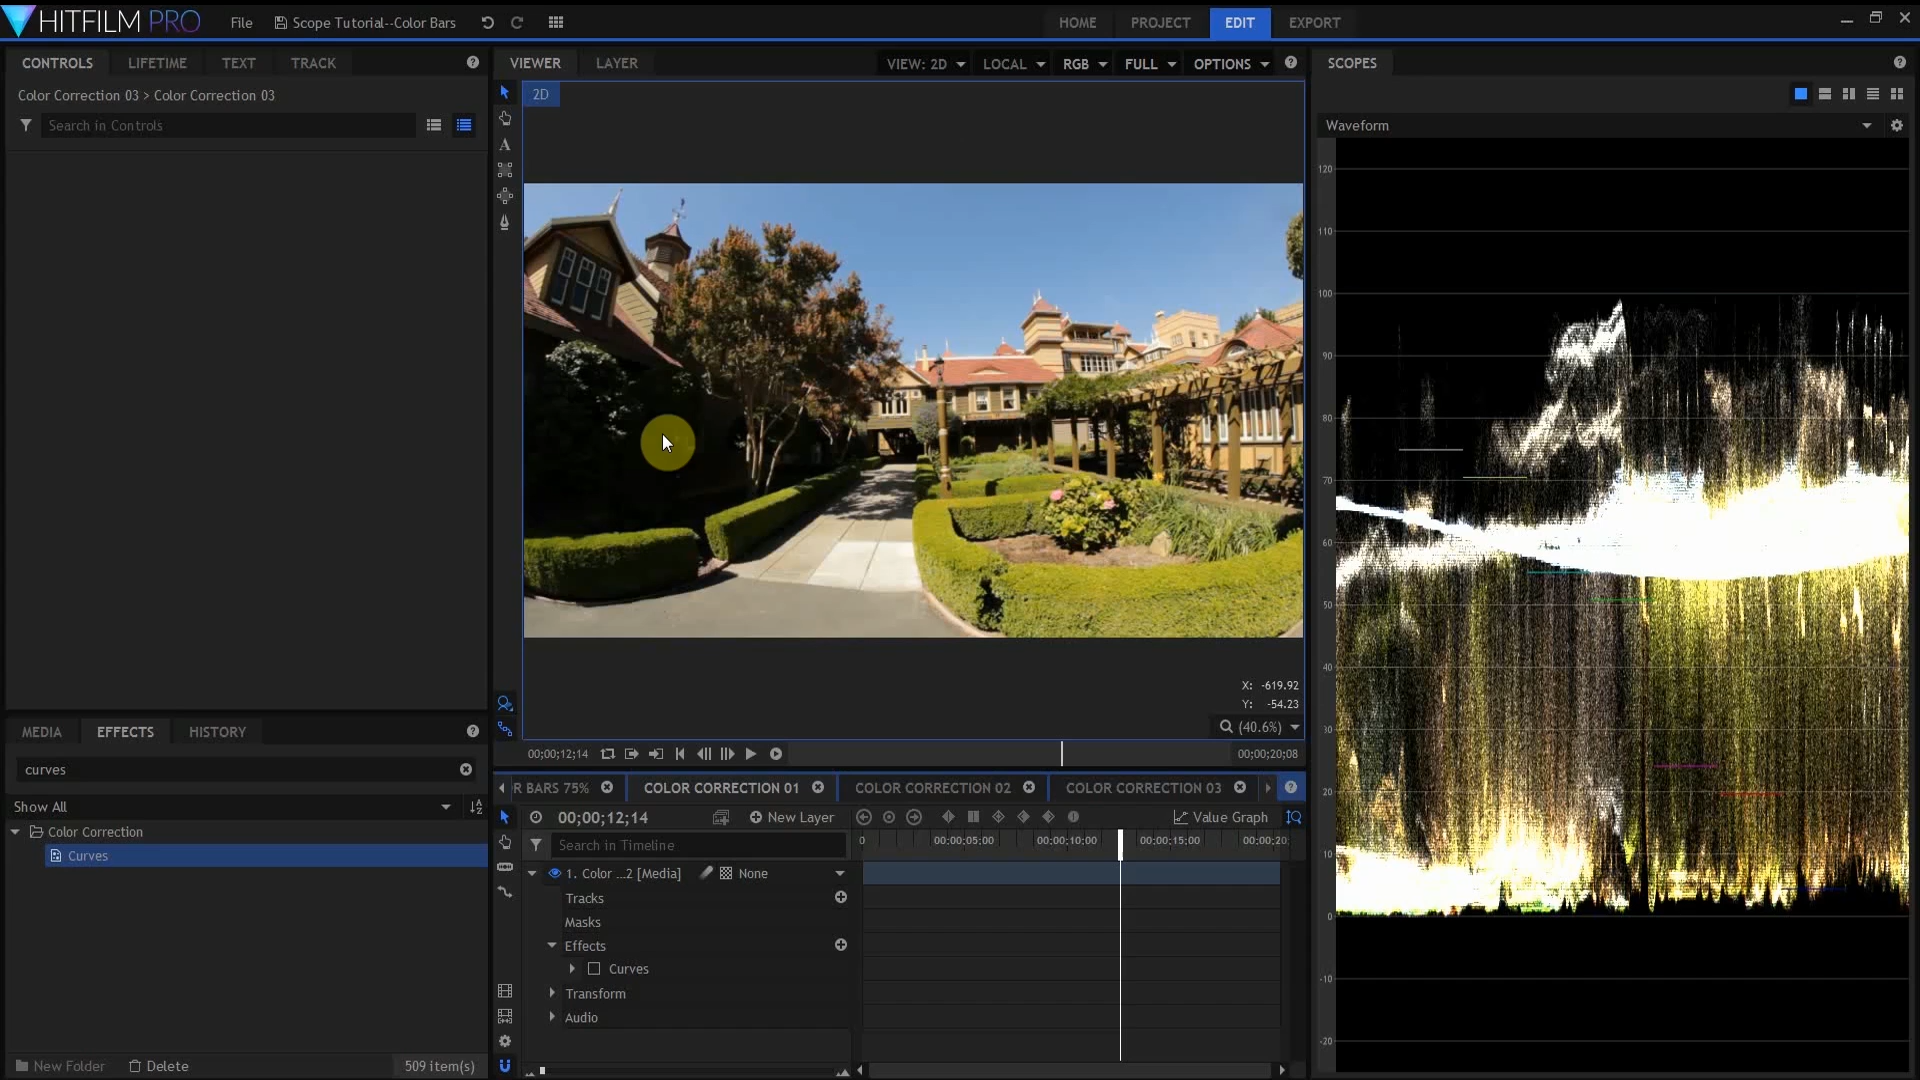 HITFILM PRO
File
Scope Tutorial--Color Bars
HOME
PROJECT
EDIT
EXPORT
CONTROLS
LIFETIME
TEXT
TRACK
Color Correction 03 > Color Correction 03
Search in Controls
VIEWER
LAYER
VIEW: 2D
LOCAL
RGB
FULL
OPTIONS
2D
A
X: -619.92
Y: -54.23
(40.6%)
00;00;12;14
00;00;20;08
SCOPES
Waveform
120
110
100
90
80
70
60
50
40
30
20
10
0
-10
-20
MEDIA
EFFECTS
HISTORY
curves
Show All
Color Correction
Curves
New Folder
Delete
509 item(s)
R BARS 75%
COLOR CORRECTION 01
COLOR CORRECTION 02
COLOR CORRECTION 03
00;00;12;14
New Layer
Value Graph
Search in Timeline
0
00;00;05;00
00;00;10;00
00;00;15;00
00;00;20;
1. Color ...2 [Media]
None
Tracks
Masks
Effects
Curves
Transform
Audio